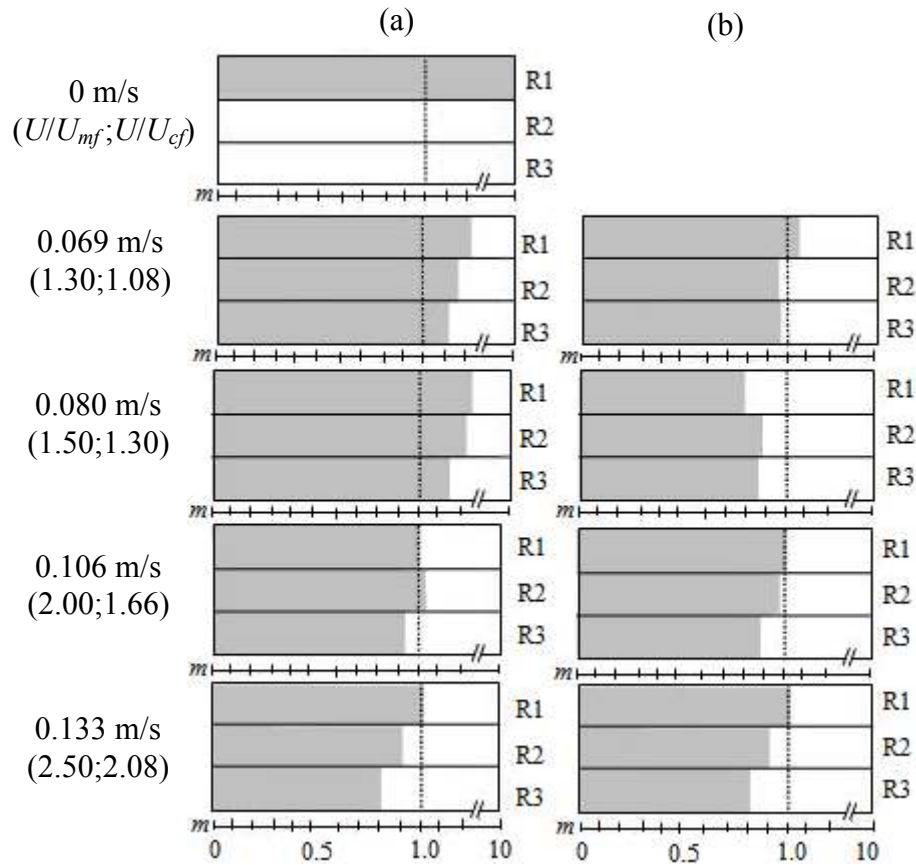 (a) (b)
0 m/s
(U/Umf;U/Ucf)
R1
R2
R3
m
0.069 m/s
(1.30;1.08)
R1
R2
R3
m
R1
R2
R3
m
0.080 m/s
(1.50;1.30)
R1
R2
R3
m
R1
R2
R3
m
0.106 m/s
(2.00;1.66)
R1
R2
R3
m
R1
R2
R3
m
0.133 m/s
(2.50;2.08)
R1
R2
R3
m
0 0.5 1.0 10
R1
R2
R3
m
0 0.5 1.0 10